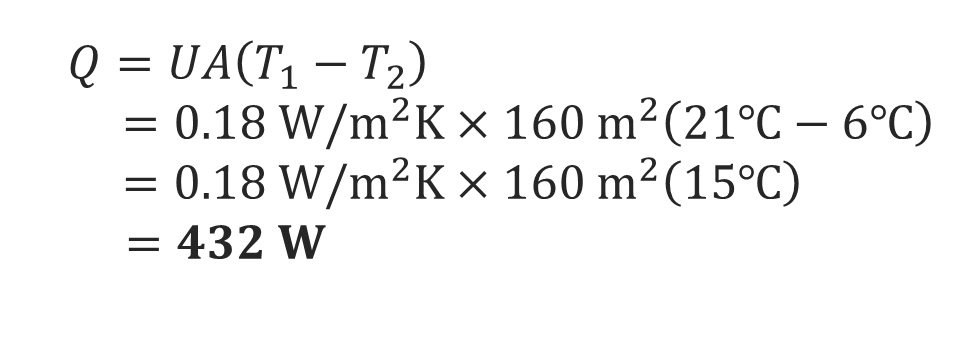 Q = UA(T₁ − T₂)
= 0.18 W/m²K × 160 m²(21°C − 6°C)
= 0.18 W/m²K × 160 m²(15°C)
= 432 W